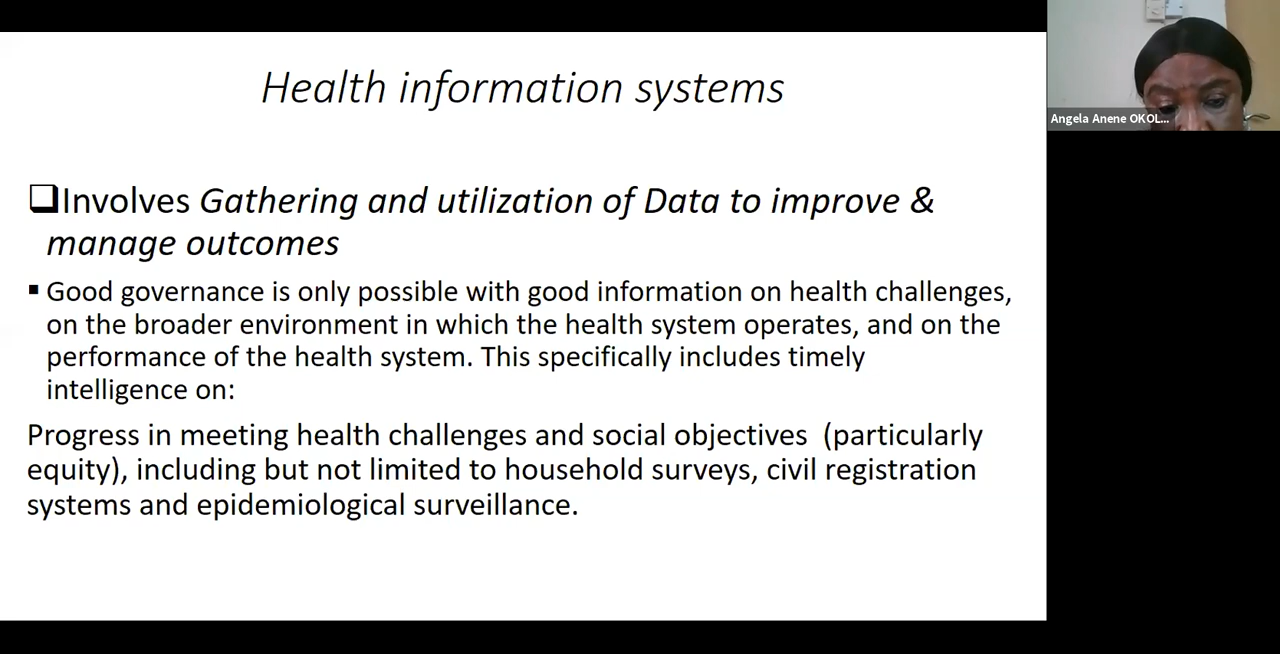 Health information systems
❑Involves Gathering and utilization of Data to improve &
manage outcomes
▪ Good governance is only possible with good information on health challenges,
on the broader environment in which the health system operates, and on the
performance of the health system. This specifically includes timely
intelligence on:
Progress in meeting health challenges and social objectives  (particularly
equity), including but not limited to household surveys, civil registration
systems and epidemiological surveillance.
Angela Anene OKOL...